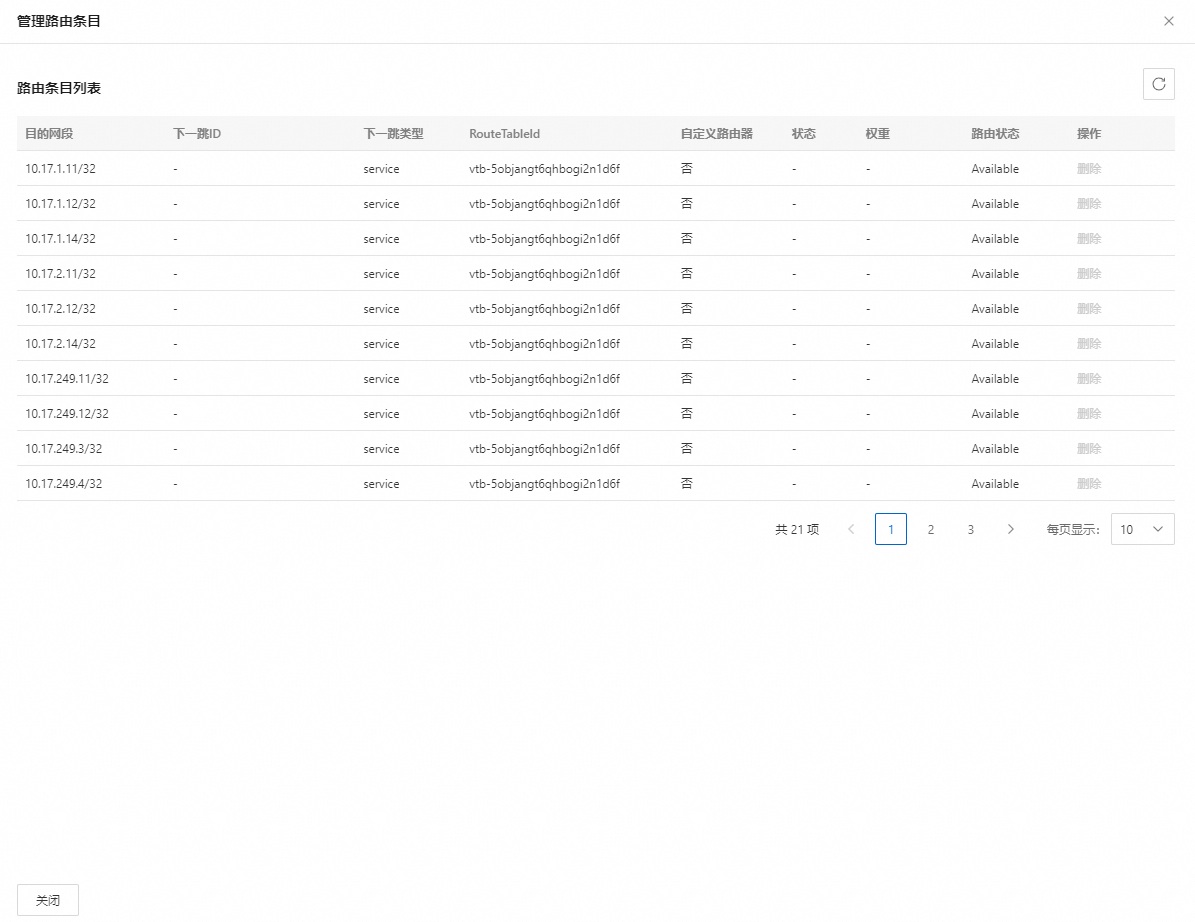 管理路由条目
路由条目列表
目的网段 下一跳ID 下一跳类型 RouteTableId 自定义路由器 状态 权重 路由状态 操作
10.17.1.11/32 - service vtb-5objangt6qhbogi2n1d6f 否 - - Available 删除
10.17.1.12/32 - service vtb-5objangt6qhbogi2n1d6f 否 - - Available 删除
10.17.1.14/32 - service vtb-5objangt6qhbogi2n1d6f 否 - - Available 删除
10.17.2.11/32 - service vtb-5objangt6qhbogi2n1d6f 否 - - Available 删除
10.17.2.12/32 - service vtb-5objangt6qhbogi2n1d6f 否 - - Available 删除
10.17.2.14/32 - service vtb-5objangt6qhbogi2n1d6f 否 - - Available 删除
10.17.249.11/32 - service vtb-5objangt6qhbogi2n1d6f 否 - - Available 删除
10.17.249.12/32 - service vtb-5objangt6qhbogi2n1d6f 否 - - Available 删除
10.17.249.3/32 - service vtb-5objangt6qhbogi2n1d6f 否 - - Available 删除
10.17.249.4/32 - service vtb-5objangt6qhbogi2n1d6f 否 - - Available 删除
共 21 项 1 2 3 每页显示: 10
关闭